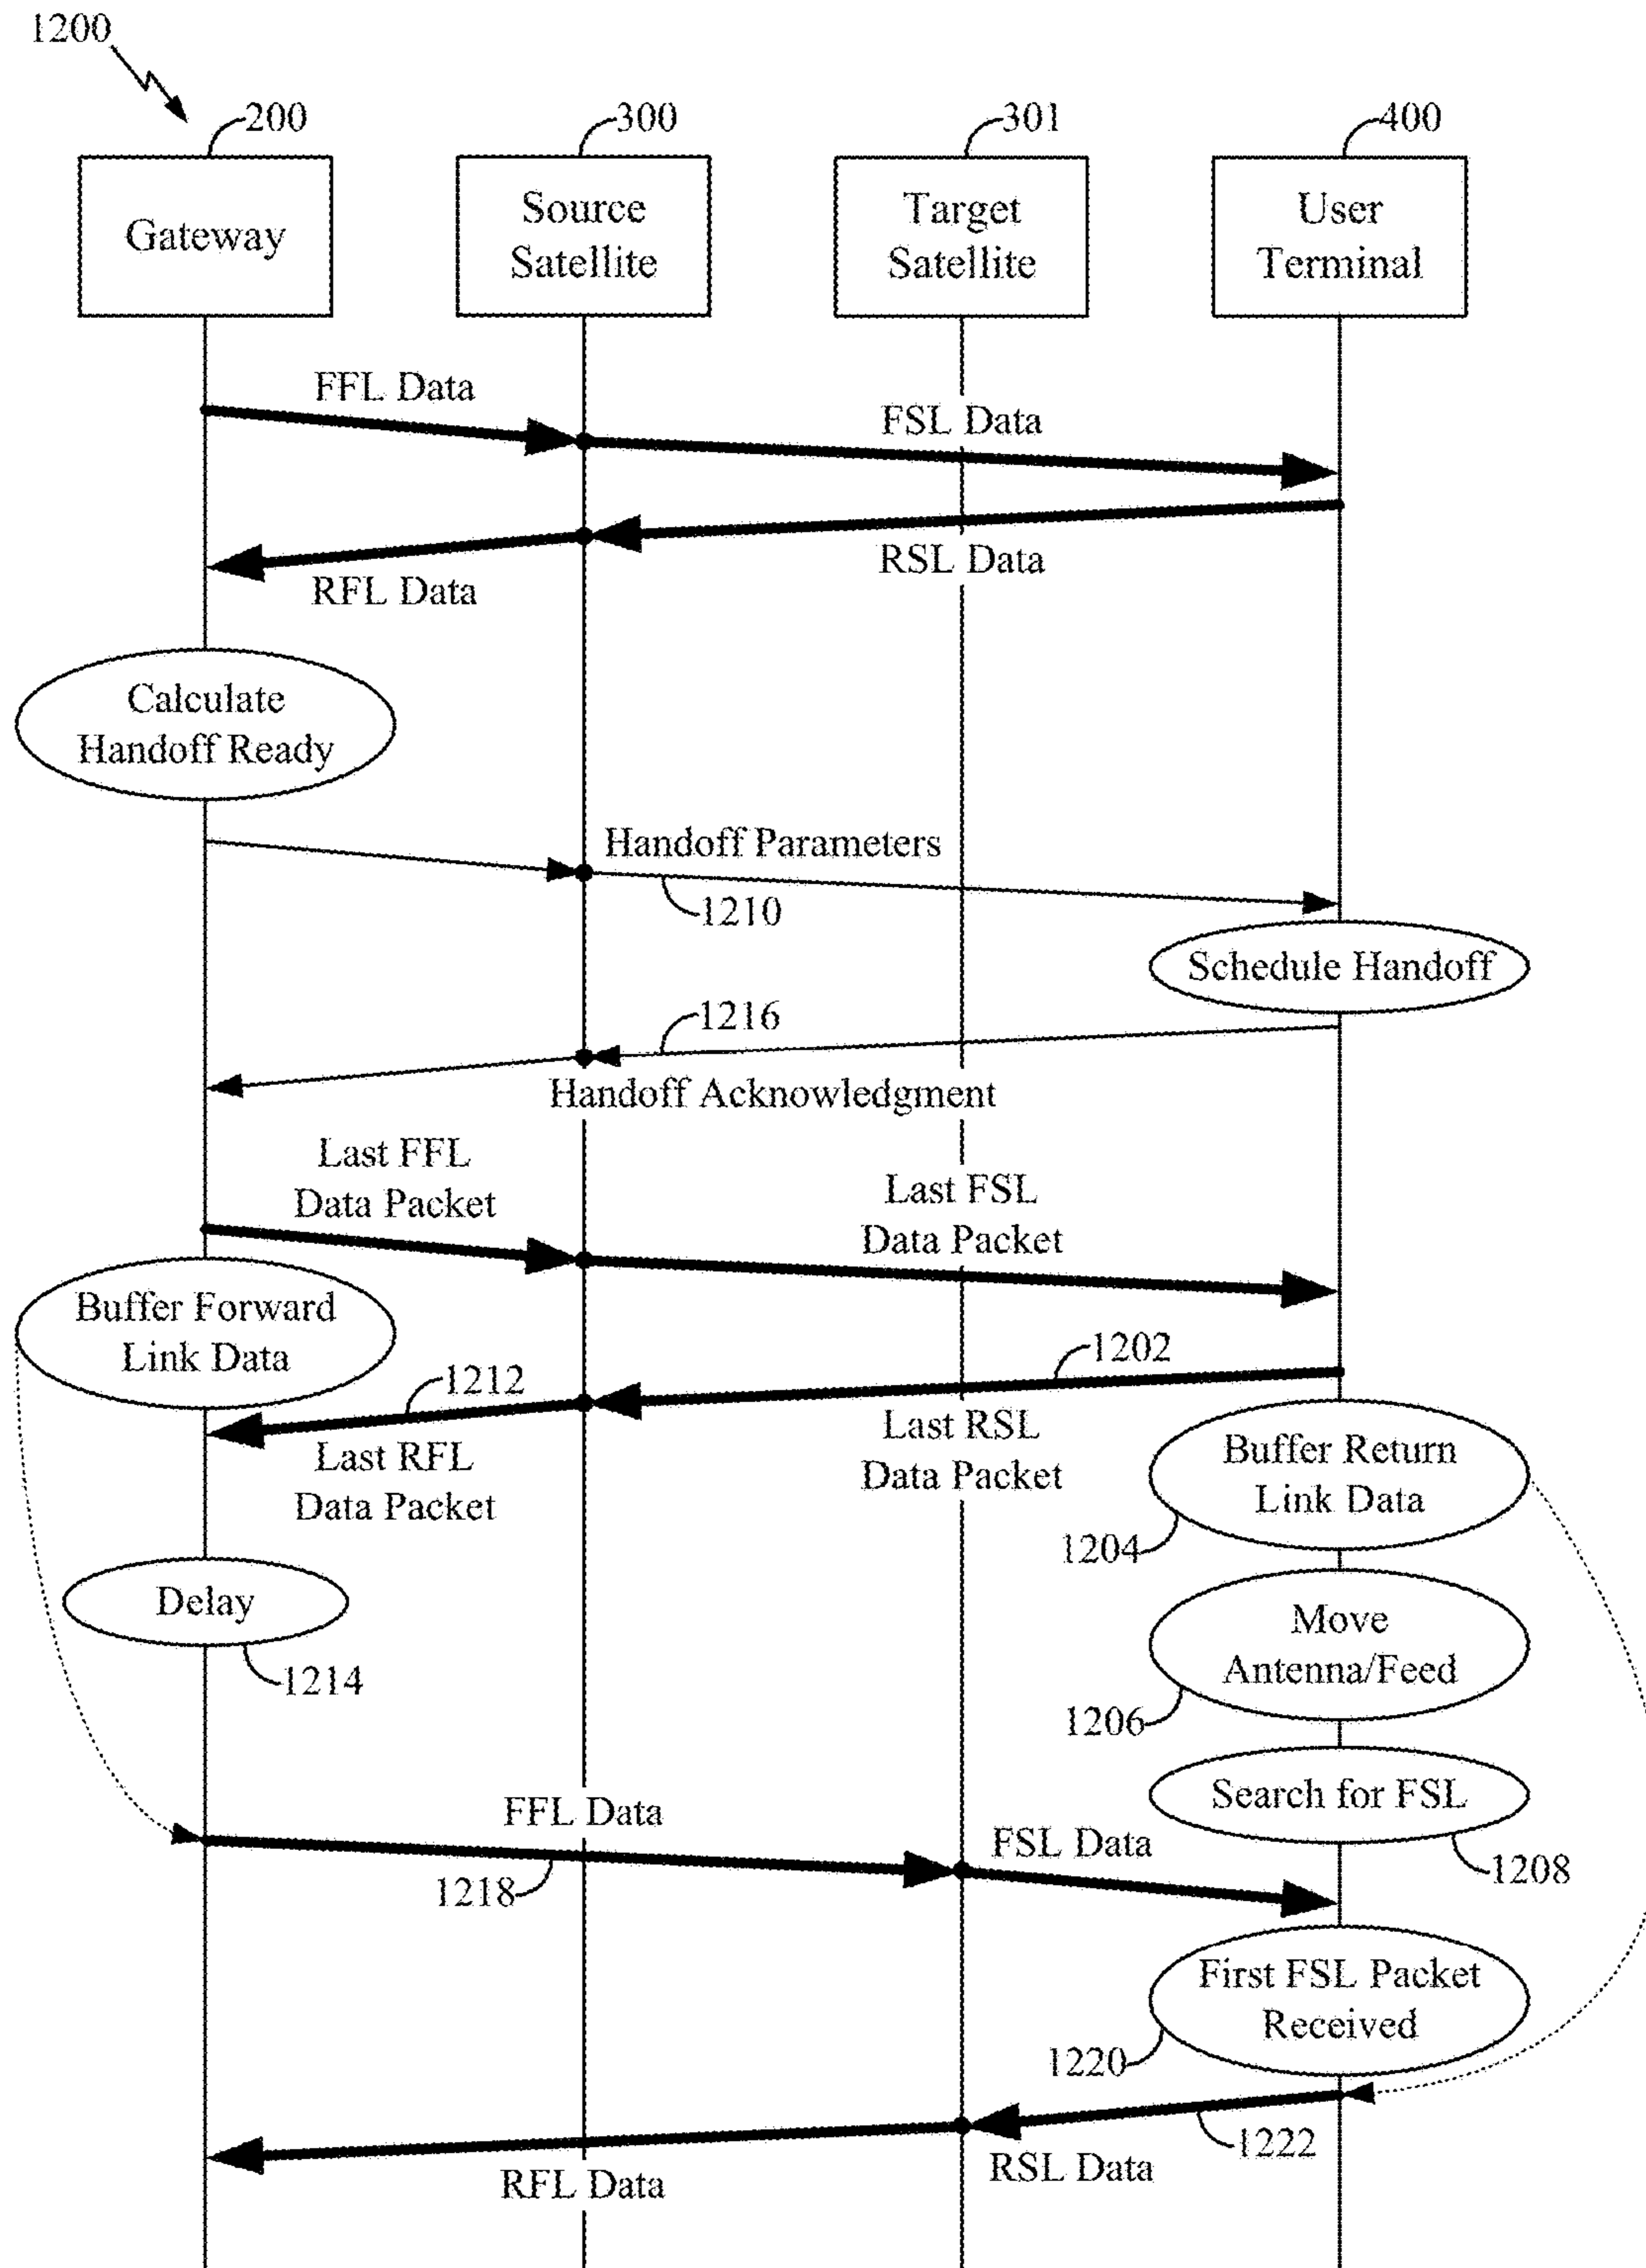 1200
200
300
301
400
Gateway
Source
Satellite
Target
Satellite
User
Terminal
FFL Data
FSL Data
RSL Data
RFL Data
Calculate
Handoff Ready
Handoff Parameters
1210
Schedule Handoff
1216
Handoff Acknowledgment
Last FFL
Data Packet
Last FSL
Data Packet
Buffer Forward
Link Data
1202
1212
Last RSL
Data Packet
Last RFL
Data Packet
Buffer Return
Link Data
1204
Delay
1214
Move
Antenna/Feed
1206
Search for FSL
1208
FFL Data
1218
FSL Data
First FSL Packet
Received
1220
1222
RSL Data
RFL Data